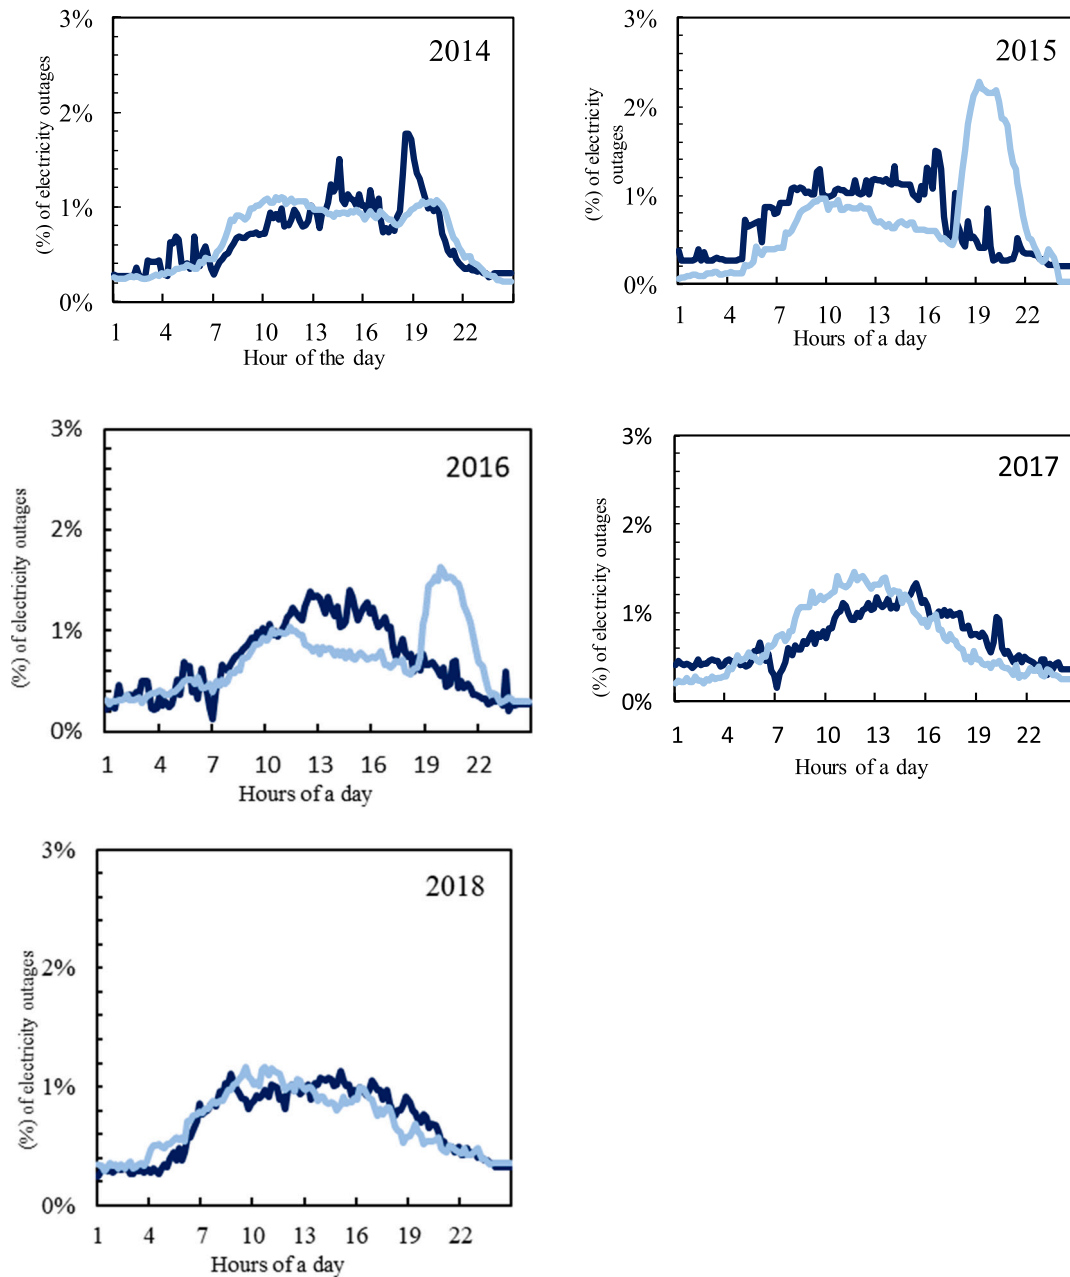 3%
2014
2%
1%
0%
(%) of electricity outages
1 4 7 10 13 16 19 22
Hour of the day
3%
2015
2%
1%
0%
(%) of electricity
outages
1 4 7 10 13 16 19 22
Hours of a day
3%
2016
2%
1%
0%
(%) of electricity outages
1 4 7 10 13 16 19 22
Hours of a day
3%
2017
2%
1%
0%
(%) of electricity outages
1 4 7 10 13 16 19 22
Hours of a day
3%
2018
2%
1%
0%
(%) of electricity outages
1 4 7 10 13 16 19 22
Hours of a day